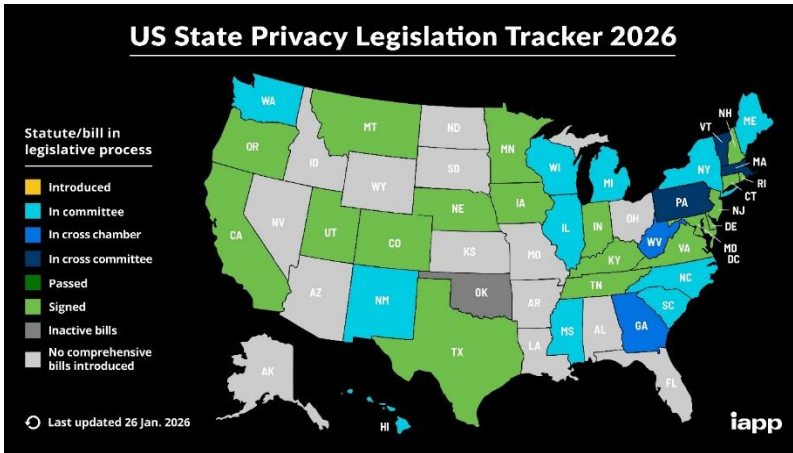 US State Privacy Legislation Tracker 2026
Statute/bill in
legislative process
Introduced
In committee
In cross chamber
In cross committee
Passed
Signed
Inactive bills
No comprehensive
bills introduced
Last updated 26 Jan. 2026
WA
OR
CA
NV
ID
MT
WY
UT
AZ
CO
NM
ND
SD
NE
KS
OK
TX
MN
IA
MO
AR
LA
WI
IL
MI
IN
OH
KY
TN
MS
AL
GA
FL
SC
NC
VA
WV
PA
NY
VT
NH
ME
MA
RI
CT
NJ
DE
MD
DC
AK
HI
iapp